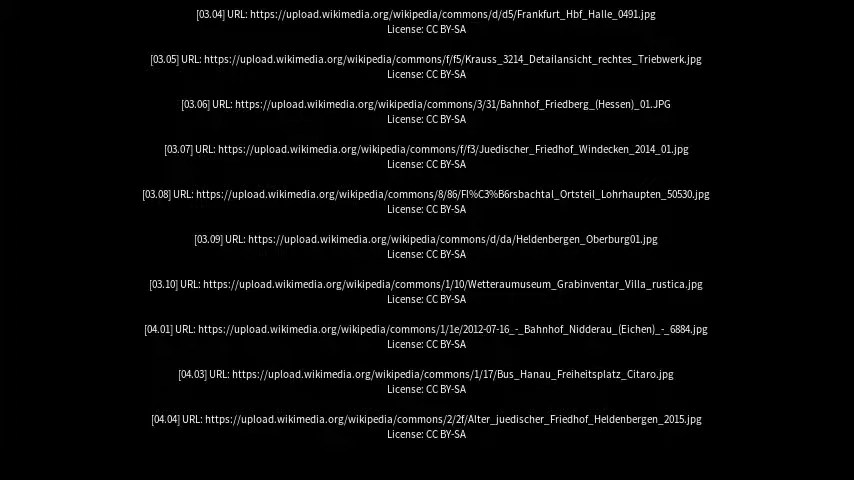 [03.04] URL: https://upload.wikimedia.org/wikipedia/commons/d/d5/Frankfurt_Hbf_Halle_0491.jpg
License: CC BY-SA
[03.05] URL: https://upload.wikimedia.org/wikipedia/commons/f/f5/Krauss_3214_Detailansicht_rechtes_Triebwerk.jpg
License: CC BY-SA
[03.06] URL: https://upload.wikimedia.org/wikipedia/commons/3/31/Bahnhof_Friedberg_(Hessen)_01.JPG
License: CC BY-SA
[03.07] URL: https://upload.wikimedia.org/wikipedia/commons/f/f3/Juedischer_Friedhof_Windecken_2014_01.jpg
License: CC BY-SA
[03.08] URL: https://upload.wikimedia.org/wikipedia/commons/8/86/Fl%C3%B6rsbachtal_Ortsteil_Lohrhaupten_50530.jpg
License: CC BY-SA
[03.09] URL: https://upload.wikimedia.org/wikipedia/commons/d/da/Heldenbergen_Oberburg01.jpg
License: CC BY-SA
[03.10] URL: https://upload.wikimedia.org/wikipedia/commons/1/10/Wetteraumuseum_Grabinventar_Villa_rustica.jpg
License: CC BY-SA
[04.01] URL: https://upload.wikimedia.org/wikipedia/commons/1/1e/2012-07-16_-_Bahnhof_Nidderau_(Eichen)_-_6884.jpg
License: CC BY-SA
[04.03] URL: https://upload.wikimedia.org/wikipedia/commons/1/17/Bus_Hanau_Freiheitsplatz_Citaro.jpg
License: CC BY-SA
[04.04] URL: https://upload.wikimedia.org/wikipedia/commons/2/2f/Alter_juedischer_Friedhof_Heldenbergen_2015.jpg
License: CC BY-SA